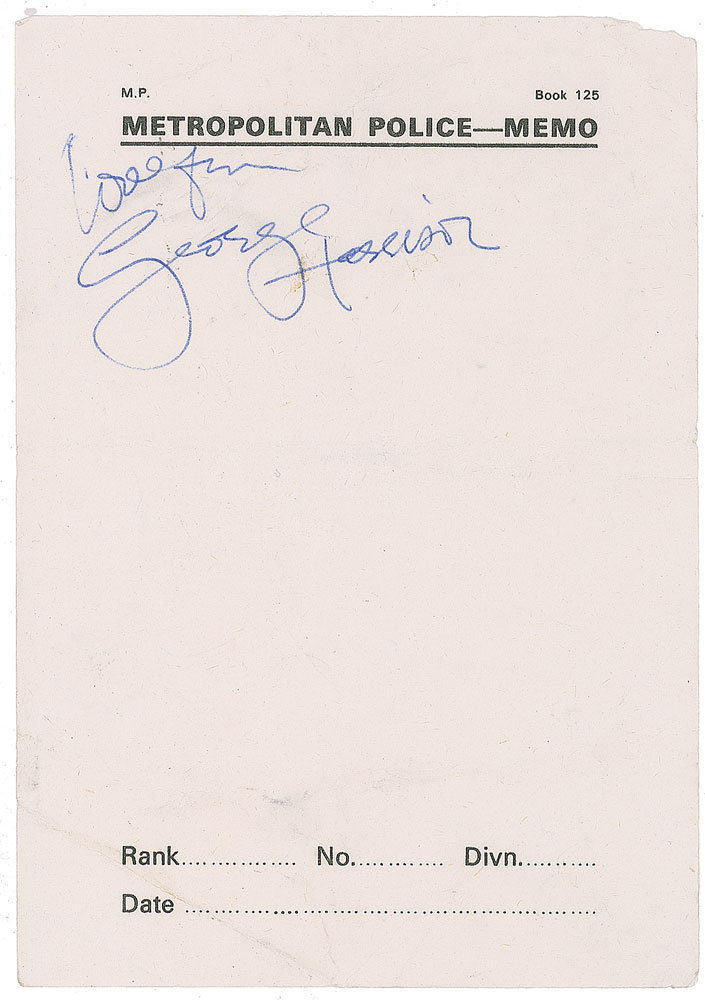 M.P. Book 125
METROPOLITAN POLICE—MEMO
love from
George Harrison
Rank............... No............ Divn...........
Date ..................................................